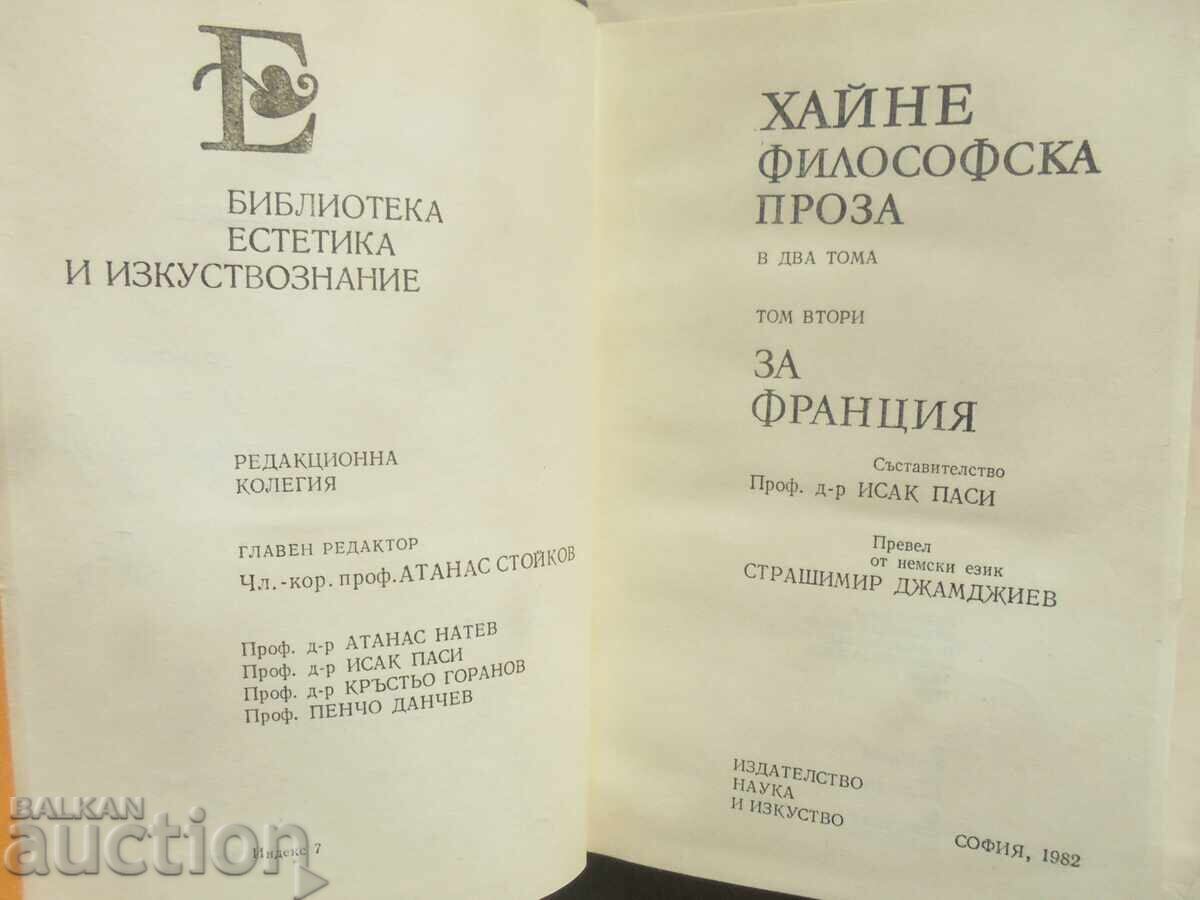 Е
БИБЛИОТЕКА
ЕСТЕТИКА
И ИЗКУСТВОЗНАНИЕ
РЕДАКЦИОННА
КОЛЕГИЯ
ГЛАВЕН РЕДАКТОР
Чл.-кор. проф. АТАНАС СТОЙКОВ
Проф. д-р АТАНАС НАТЕВ
Проф. д-р ИСАК ПАСИ
Проф. д-р КРЪСТЬО ГОРАНОВ
Проф. ПЕНЧО ДАНЧЕВ
Индекс 7
ХАЙНЕ
ФИЛОСОФСКА
ПРОЗА
В ДВА ТОМА
ТОМ ВТОРИ
ЗА
ФРАНЦИЯ
Съставителство
Проф. д-р ИСАК ПАСИ
Превел
от немски език
СТРАШИМИР ДЖАМДЖИЕВ
ИЗДАТЕЛСТВО
НАУКА
И ИЗКУСТВО
СОФИЯ, 1982
BALKAN
auction